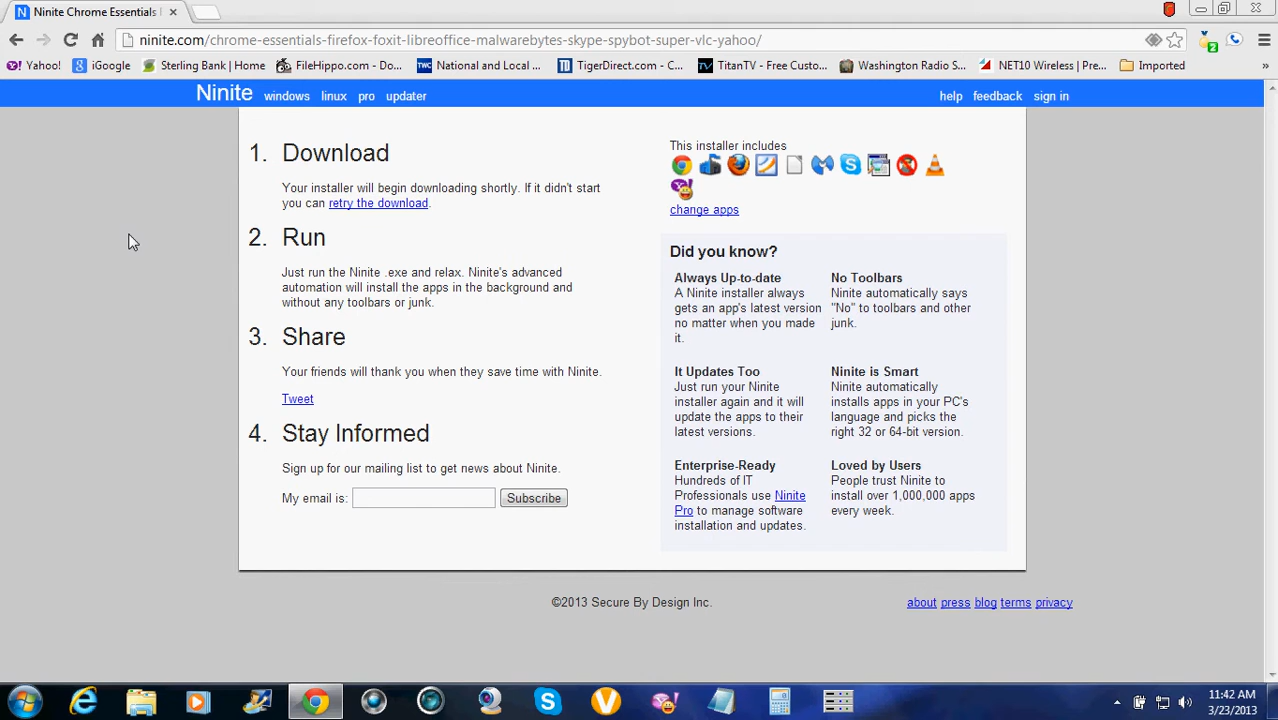 Ninite Chrome Essentials
ninite.com/chrome-essentials-firefox-foxit-libreoffice-malwarebytes-skype-spybot-super-vlc-yahoo/
2
Yahoo! iGoogle Sterling Bank | Home FileHippo.com - Do... National and Local ... TigerDirect.com - C... TitanTV - Free Custo... Washington Radio S... NET10 Wireless | Pre... Imported »
Ninite windows linux pro updater help feedback sign in
1. Download
Your installer will begin downloading shortly. If it didn't start
you can retry the download.
2. Run
Just run the Ninite .exe and relax. Ninite's advanced
automation will install the apps in the background and
without any toolbars or junk.
3. Share
Your friends will thank you when they save time with Ninite.
Tweet
4. Stay Informed
Sign up for our mailing list to get news about Ninite.
My email is: Subscribe
This installer includes
change apps
Did you know?
Always Up-to-date
A Ninite installer always
gets an app's latest version
no matter when you made
it.
No Toolbars
Ninite automatically says
"No" to toolbars and other
junk.
It Updates Too
Just run your Ninite
installer again and it will
update the apps to their
latest versions.
Ninite is Smart
Ninite automatically
installs apps in your PC's
language and picks the
right 32 or 64-bit version.
Enterprise-Ready
Hundreds of IT
Professionals use Ninite
Pro to manage software
installation and updates.
Loved by Users
People trust Ninite to
install over 1,000,000 apps
every week.
©2013 Secure By Design Inc.
about press blog terms privacy
11:42 AM
3/23/2013